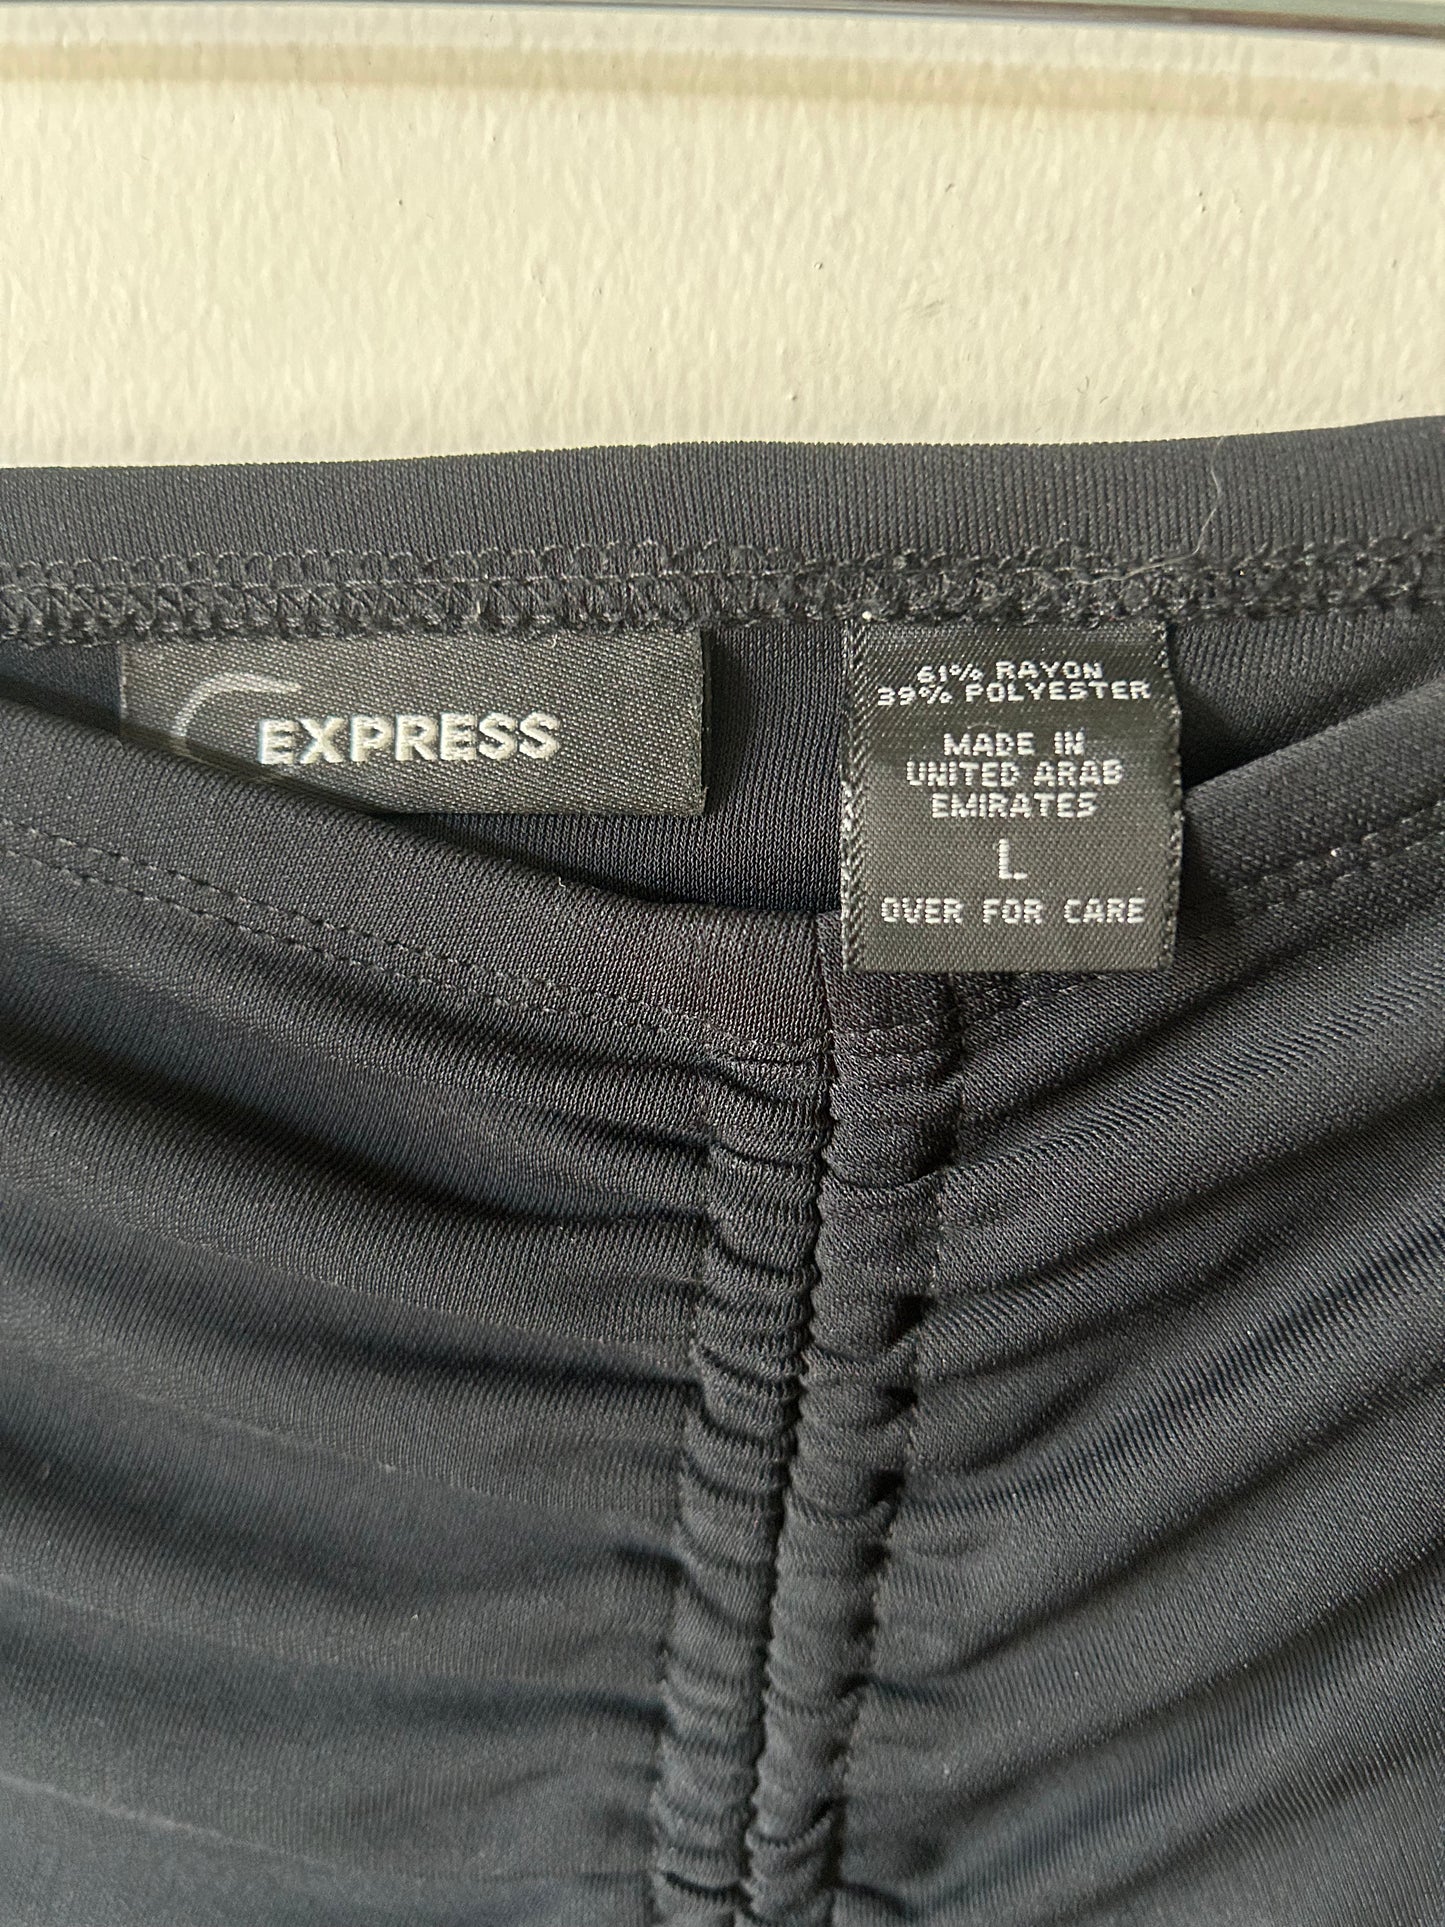 EXPRESS
61% RAYON
39% POLYESTER
MADE IN
UNITED ARAB
EMIRATES
L
OVER FOR CARE